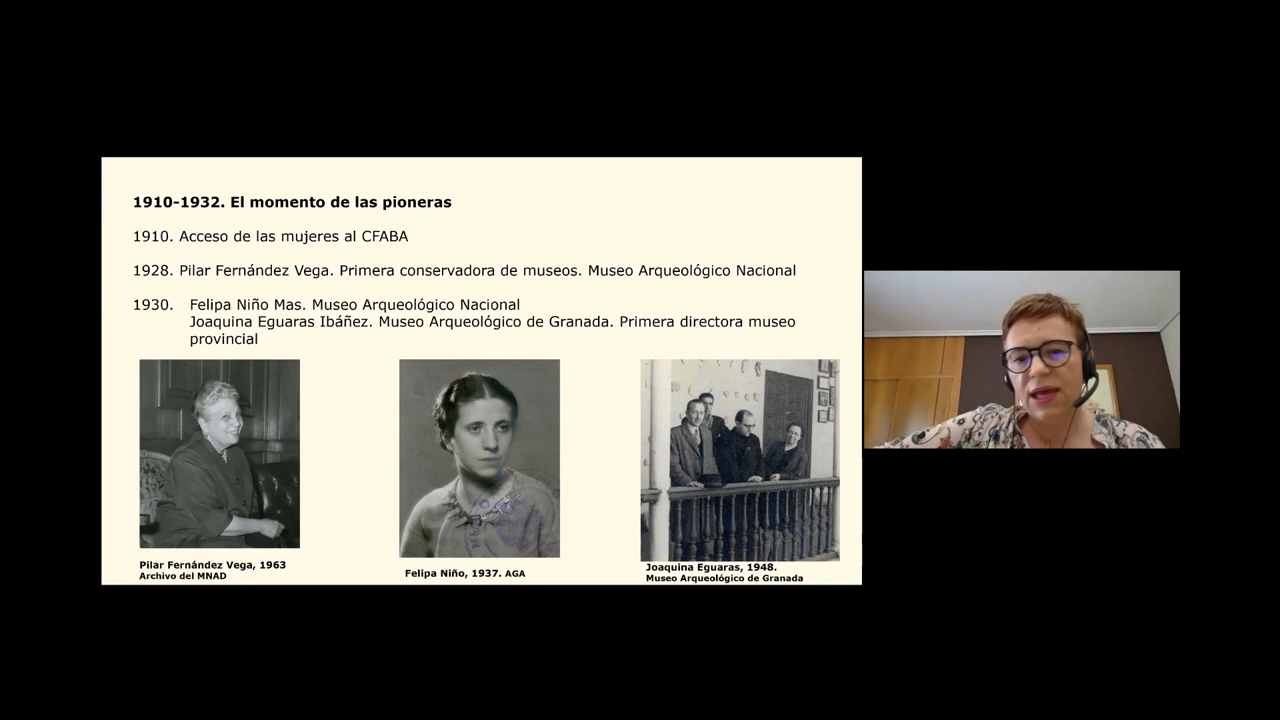 1910-1932. El momento de las pioneras
1910. Acceso de las mujeres al CFABA
1928. Pilar Fernández Vega. Primera conservadora de museos. Museo Arqueológico Nacional
1930. Felipa Niño Mas. Museo Arqueológico Nacional
Joaquina Eguaras Ibáñez. Museo Arqueológico de Granada. Primera directora museo
provincial
Pilar Fernández Vega, 1963
Archivo del MNAD
Felipa Niño, 1937. AGA
Joaquina Eguaras, 1948.
Museo Arqueológico de Granada